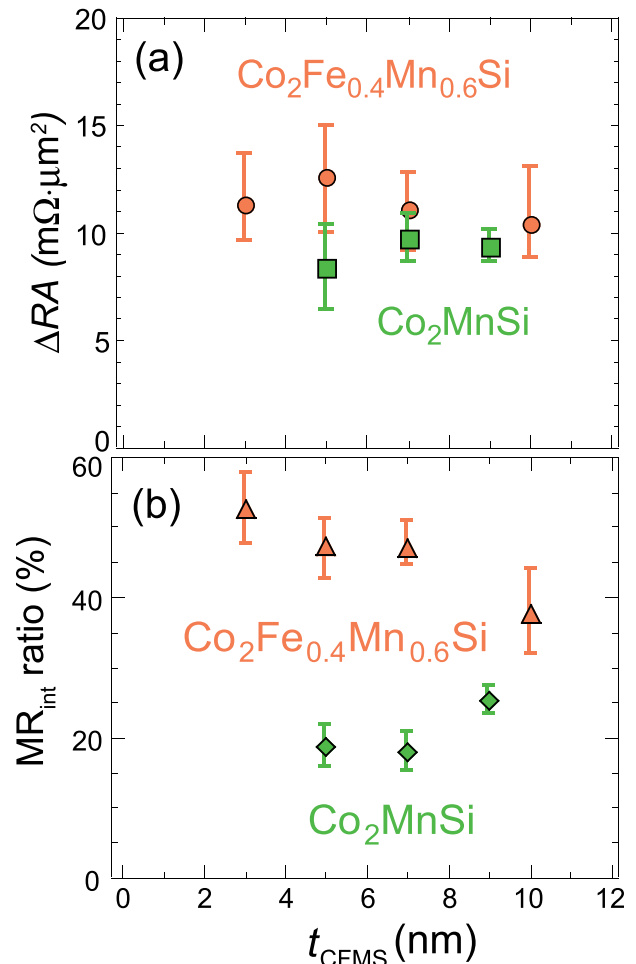 20
(a)
Co₂Fe₀.₄Mn₀.₆Si
15
10
ΔRA (mΩ·μm²)
Co₂MnSi
5
0
60
(b)
40
Co₂Fe₀.₄Mn₀.₆Si
MRᵢₙₜ ratio (%)
20
Co₂MnSi
0
0 2 4 6 8 10 12
t_CFMS (nm)